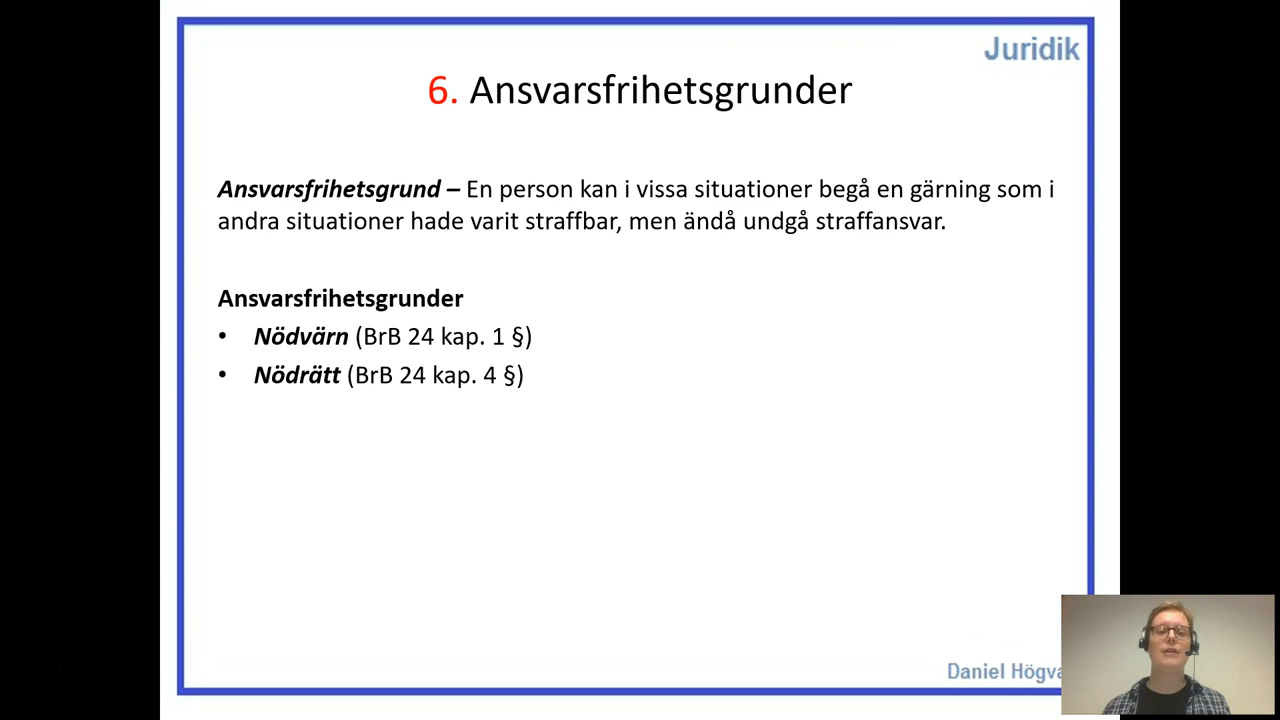 Juridik
6. Ansvarsfrihetsgrunder
Ansvarsfrihetsgrund – En person kan i vissa situationer begå en gärning som i
andra situationer hade varit straffbar, men ändå undgå straffansvar.
Ansvarsfrihetsgrunder
• Nödvärn (BrB 24 kap. 1 §)
• Nödrätt (BrB 24 kap. 4 §)
Daniel